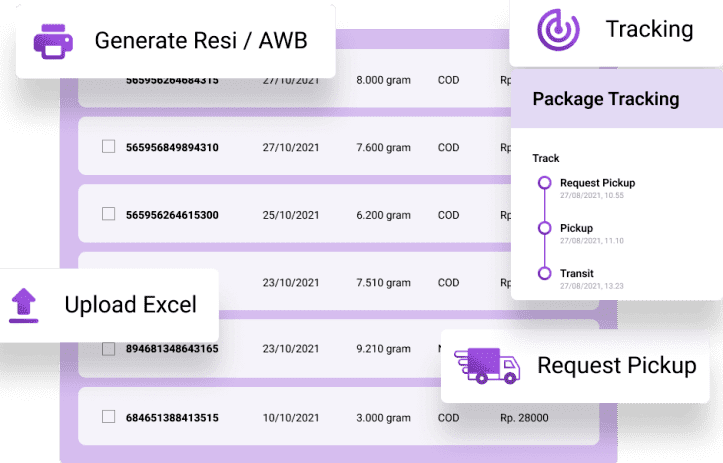 Generate Resi / AWB
Tracking
565956264684315 27/10/2021 8.000 gram COD Rp
Package Tracking
565956849894310 27/10/2021 7.600 gram COD Rp
Track
Request Pickup
27/08/2021, 10.55
565956264615300 25/10/2021 6.200 gram COD Rp
Pickup
27/08/2021, 11.10
Transit
27/08/2021, 13.23
23/10/2021 7.510 gram COD
Upload Excel
894681348643165 23/10/2021 9.210 gram
Request Pickup
684651388413515 10/10/2021 3.000 gram COD Rp. 28000